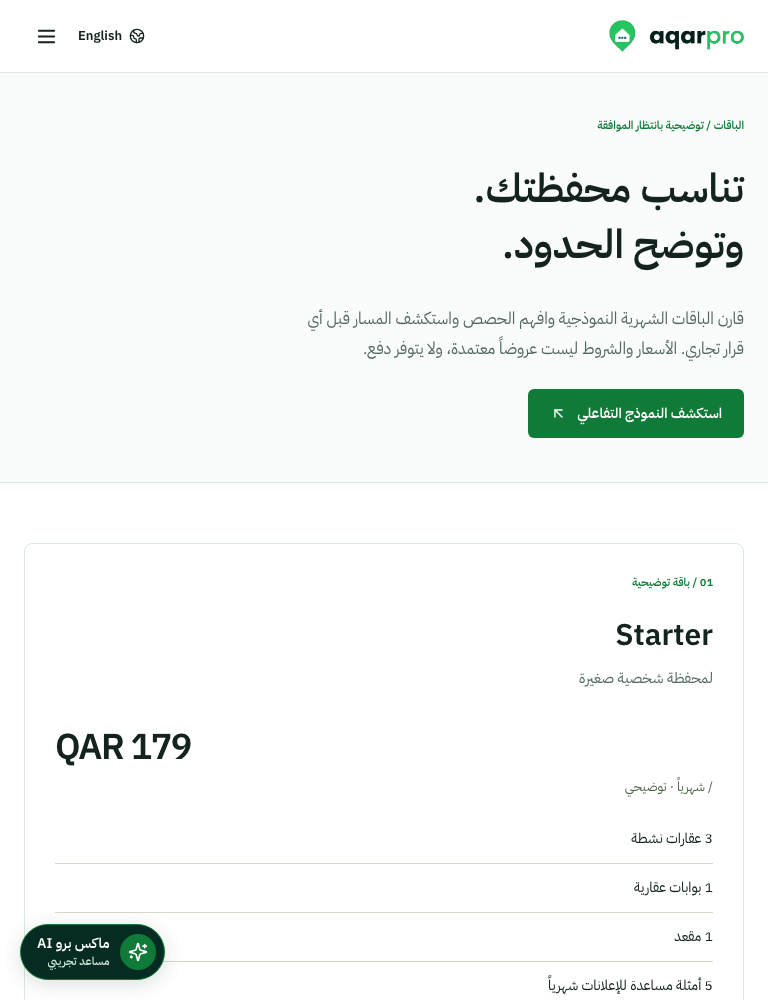 aqarpro
English
الباقات / توضيحية بانتظار الموافقة
تناسب محفظتك.
وتوضح الحدود.
قارن الباقات الشهرية النموذجية وافهم الحصص واستكشف المسار قبل أي
قرار تجاري. الأسعار والشروط ليست عروضاً معتمدة، ولا يتوفر دفع.
استكشف النموذج التفاعلي
01 / باقة توضيحية
Starter
لمحفظة شخصية صغيرة
QAR 179
/ شهرياً · توضيحي
3 عقارات نشطة
1 بوابات عقارية
1 مقعد
5 أمثلة مساعدة للإعلانات شهرياً
ماكس برو AI
مساعد تجريبي